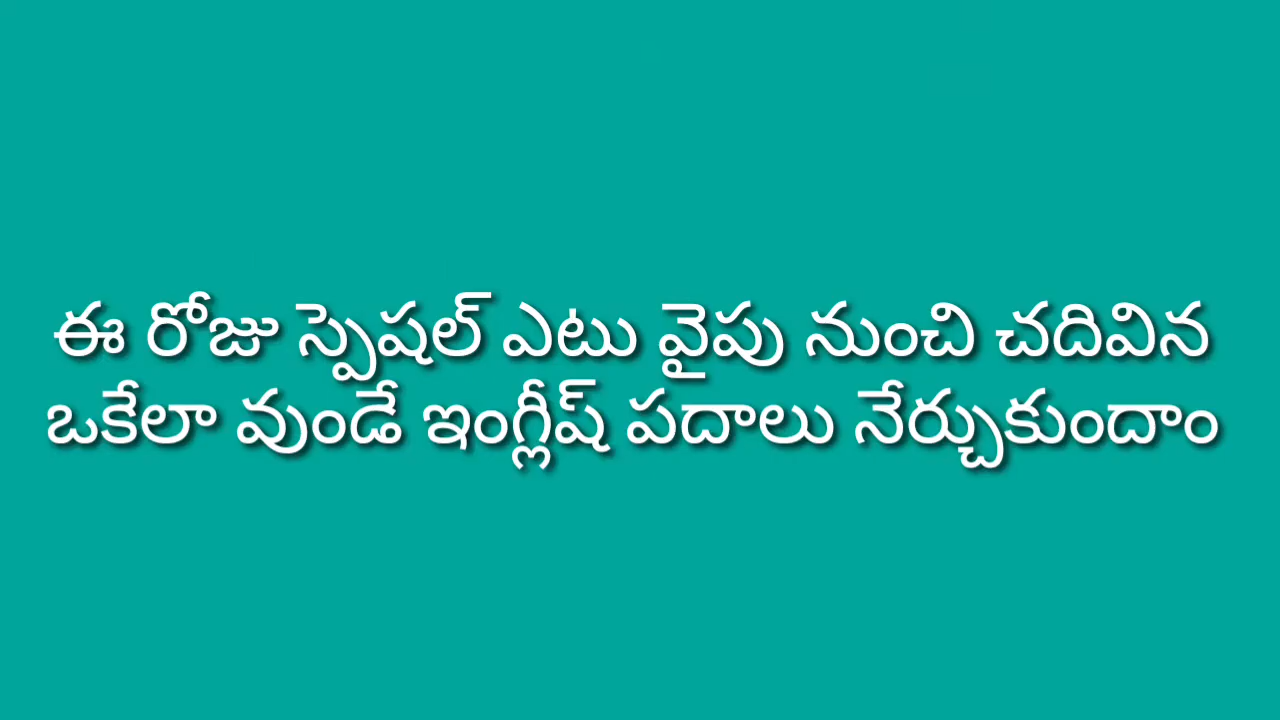 ఈ రోజు స్పెషల్ ఎటు వైపు నుంచి చదివిన
ఒకేలా వుండే ఇంగ్లీష్ పదాలు నేర్చుకుందాం